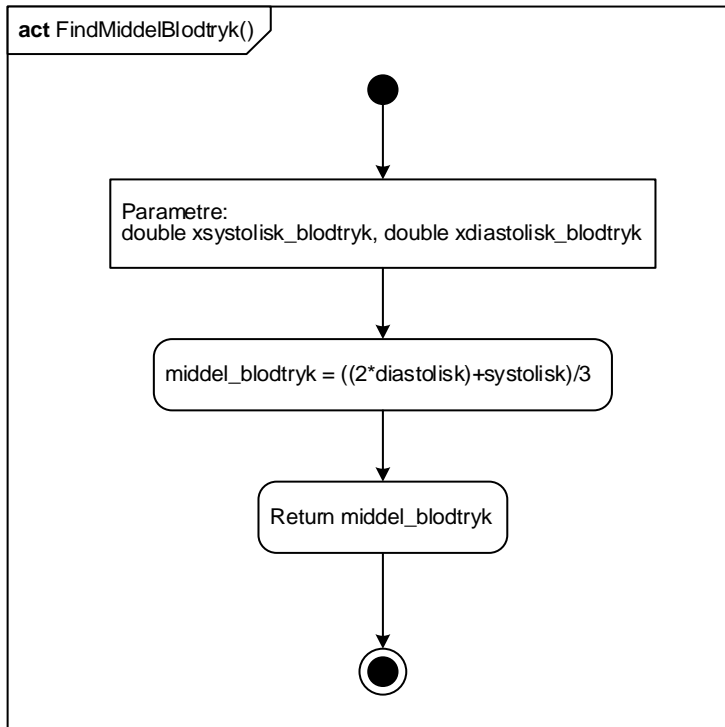 act FindMiddelBlodtryk()
Parametre:
double xsystolisk_blodtryk, double xdiastolisk_blodtryk
middel_blodtryk = ((2*diastolisk)+systolisk)/3
Return middel_blodtryk